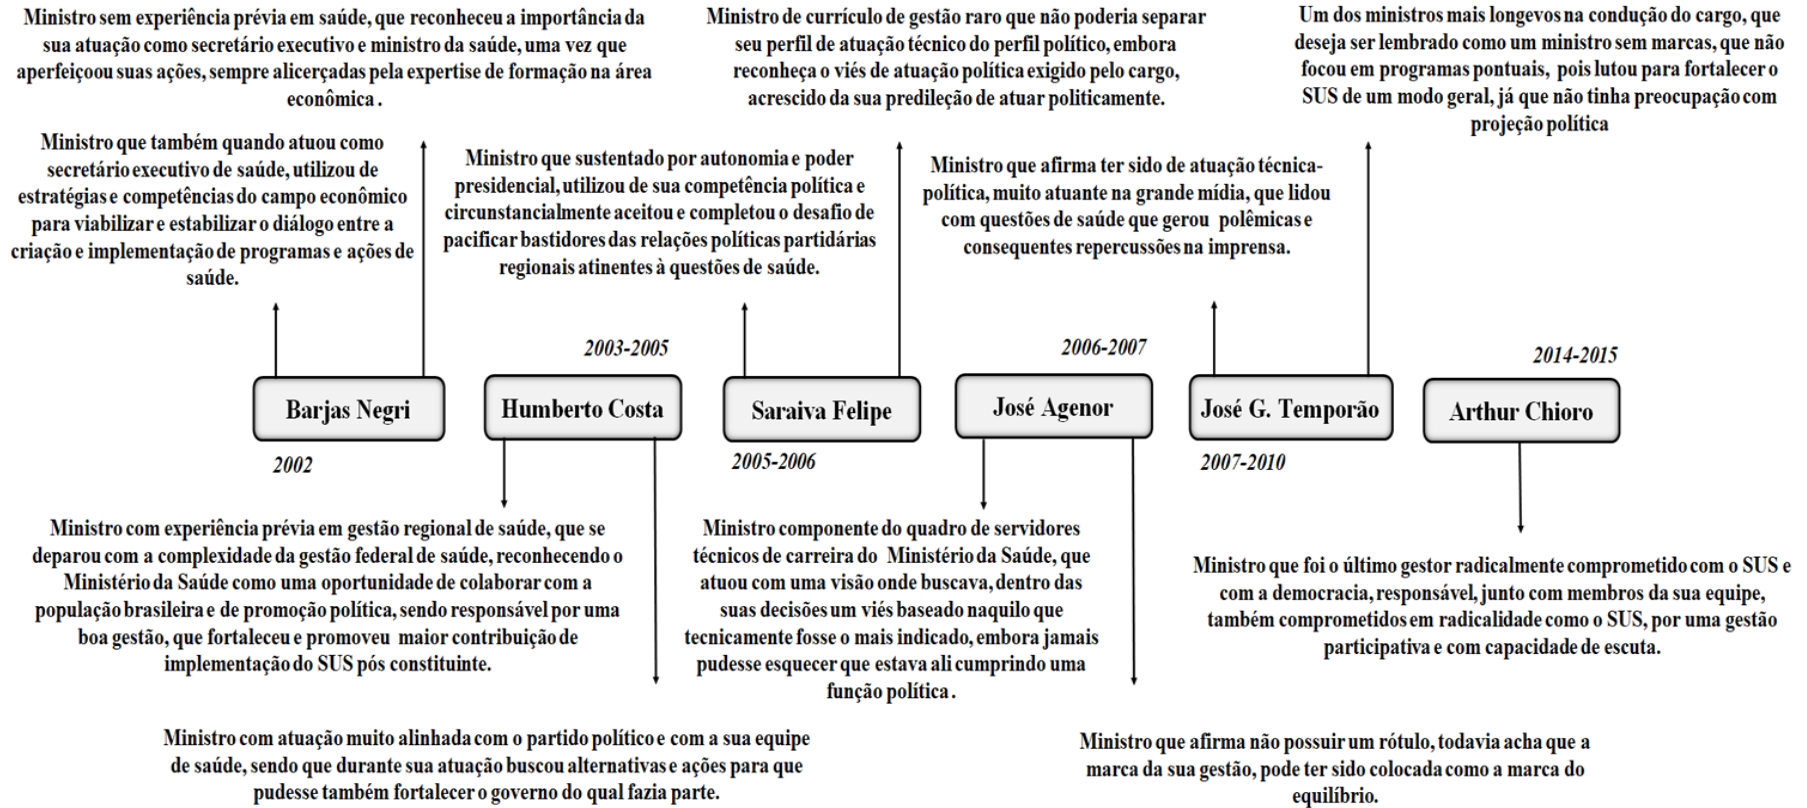 Ministro sem experiência prévia em saúde, que reconheceu a importância da
sua atuação como secretário executivo e ministro da saúde, uma vez que
aperfeiçoou suas ações, sempre alicerçadas pela expertise de formação na área
econômica .
Ministro de currículo de gestão raro que não poderia separar
seu perfil de atuação técnico do perfil político, embora
reconheça o viés de atuação política exigido pelo cargo,
acrescido da sua predileção de atuar politicamente.
Um dos ministros mais longevos na condução do cargo, que
deseja ser lembrado como um ministro sem marcas, que não
focou em programas pontuais, pois lutou para fortalecer o
SUS de um modo geral, já que não tinha preocupação com
projeção política
Ministro que também quando atuou como
secretário executivo de saúde, utilizou de
estratégias e competências do campo econômico
para viabilizar e estabilizar o diálogo entre a
criação e implementação de programas e ações de
saúde.
Ministro que sustentado por autonomia e poder
presidencial, utilizou de sua competência política e
circunstancialmente aceitou e completou o desafio de
pacificar bastidores das relações políticas partidárias
regionais atinentes à questões de saúde.
Ministro que afirma ter sido de atuação técnica-
política, muito atuante na grande mídia, que lidou
com questões de saúde que gerou polêmicas e
consequentes repercussões na imprensa.
2003-2005
2006-2007
2014-2015
Barjas Negri
Humberto Costa
Saraiva Felipe
José Agenor
José G. Temporão
Arthur Chioro
2002
2005-2006
2007-2010
Ministro com experiência prévia em gestão regional de saúde, que se
deparou com a complexidade da gestão federal de saúde, reconhecendo o
Ministério da Saúde como uma oportunidade de colaborar com a
população brasileira e de promoção política, sendo responsável por uma
boa gestão, que fortaleceu e promoveu maior contribuição de
implementação do SUS pós constituinte.
Ministro componente do quadro de servidores
técnicos de carreira do Ministério da Saúde, que
atuou com uma visão onde buscava, dentro das
suas decisões um viés baseado naquilo que
tecnicamente fosse o mais indicado, embora jamais
pudesse esquecer que estava ali cumprindo uma
função política .
Ministro que foi o último gestor radicalmente comprometido com o SUS e
com a democracia, responsável, junto com membros da sua equipe,
também comprometidos em radicalidade como o SUS, por uma gestão
participativa e com capacidade de escuta.
Ministro com atuação muito alinhada com o partido político e com a sua equipe
de saúde, sendo que durante sua atuação buscou alternativas e ações para que
pudesse também fortalecer o governo do qual fazia parte.
Ministro que afirma não possuir um rótulo, todavia acha que a
marca da sua gestão, pode ter sido colocada como a marca do
equilíbrio.